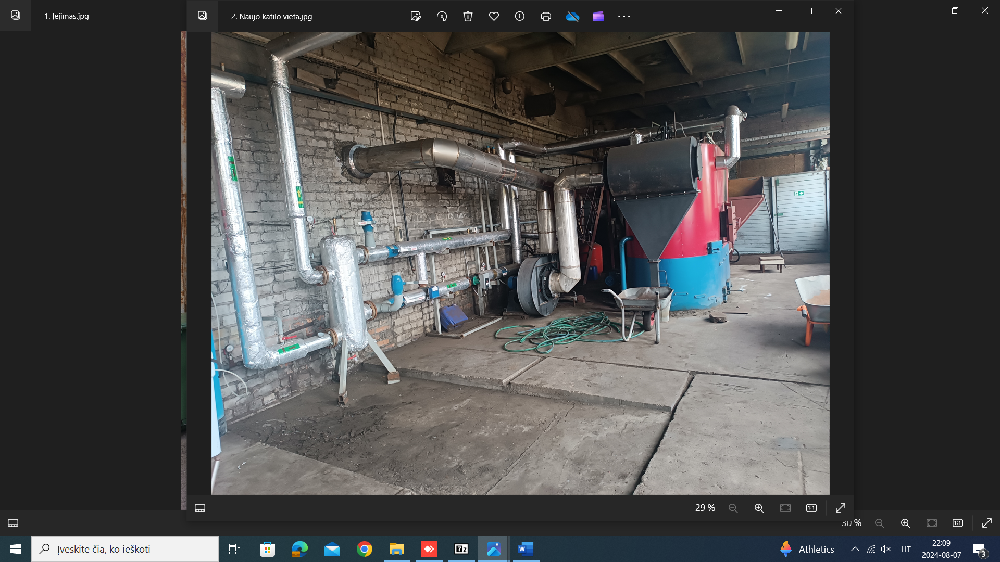 1. Įėjimas.jpg
2. Naujo katilo vieta.jpg
29 %
30 %
Įveskite čia, ko ieškoti
7z
W
Athletics
LIT
22:09
2024-08-07
3